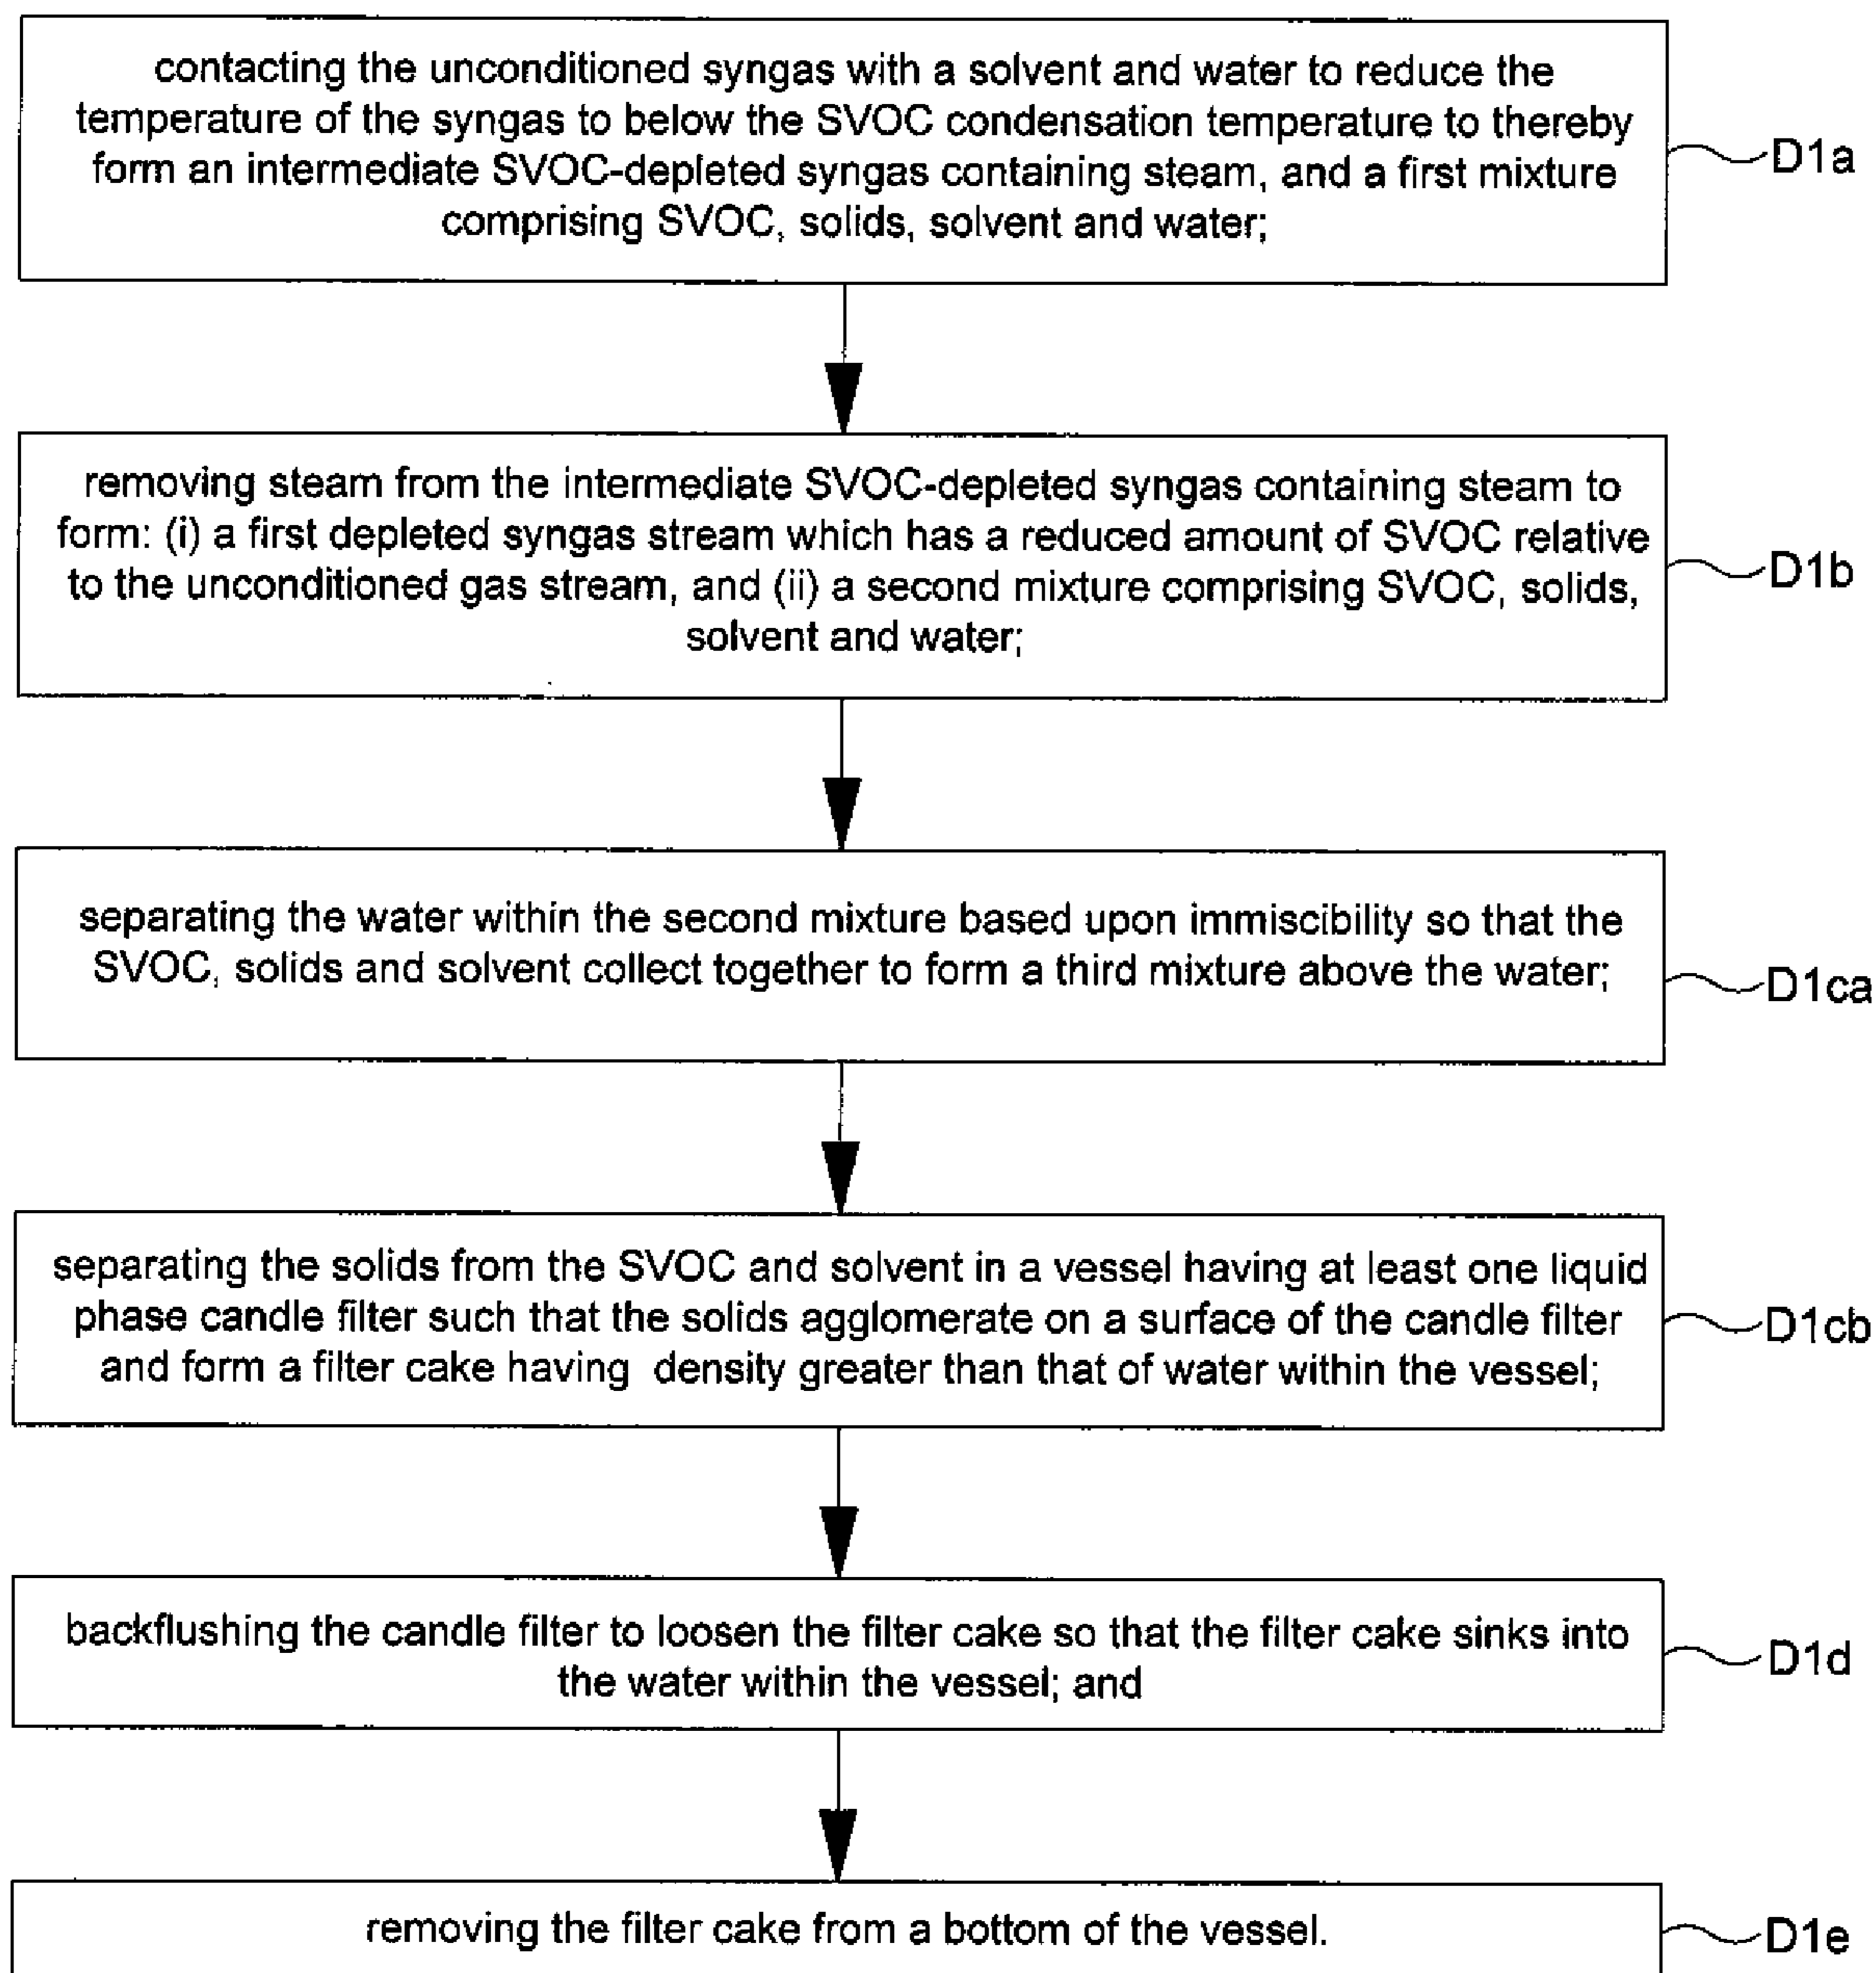 contacting the unconditioned syngas with a solvent and water to reduce the
temperature of the syngas to below the SVOC condensation temperature to thereby
form an intermediate SVOC-depleted syngas containing steam, and a first mixture
comprising SVOC, solids, solvent and water;
D1a
removing steam from the intermediate SVOC-depleted syngas containing steam to
form: (i) a first depleted syngas stream which has a reduced amount of SVOC relative
to the unconditioned gas stream, and (ii) a second mixture comprising SVOC, solids,
solvent and water;
D1b
separating the water within the second mixture based upon immiscibility so that the
SVOC, solids and solvent collect together to form a third mixture above the water;
D1ca
separating the solids from the SVOC and solvent in a vessel having at least one liquid
phase candle filter such that the solids agglomerate on a surface of the candle filter
and form a filter cake having density greater than that of water within the vessel;
D1cb
backflushing the candle filter to loosen the filter cake so that the filter cake sinks into
the water within the vessel; and
D1d
removing the filter cake from a bottom of the vessel.
D1e